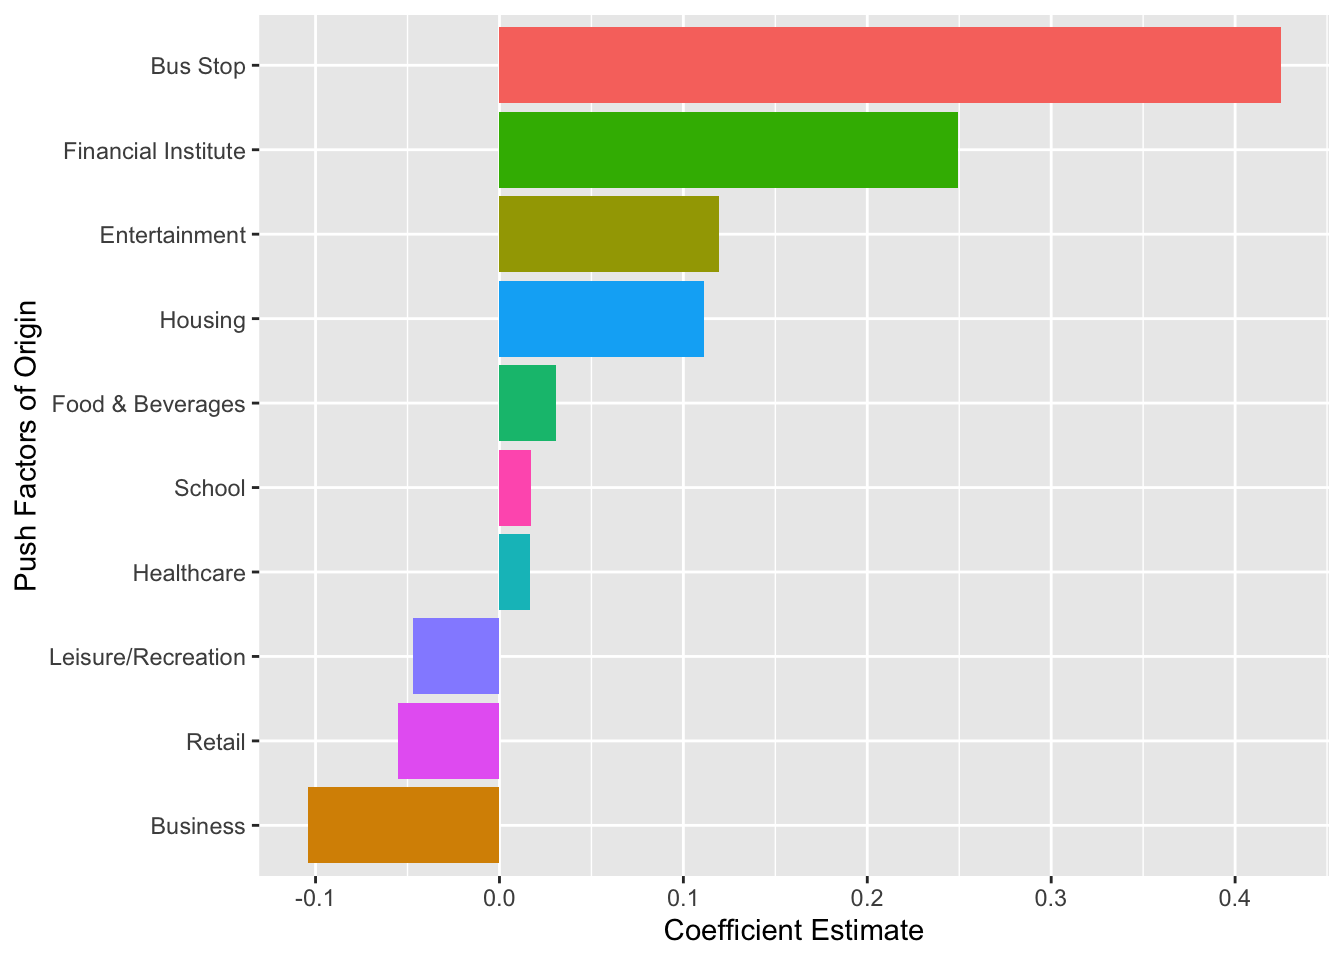 Push Factors of Origin
Bus Stop
Financial Institute
Entertainment
Housing
Food & Beverages
School
Healthcare
Leisure/Recreation
Retail
Business
-0.1 0.0 0.1 0.2 0.3 0.4
Coefficient Estimate